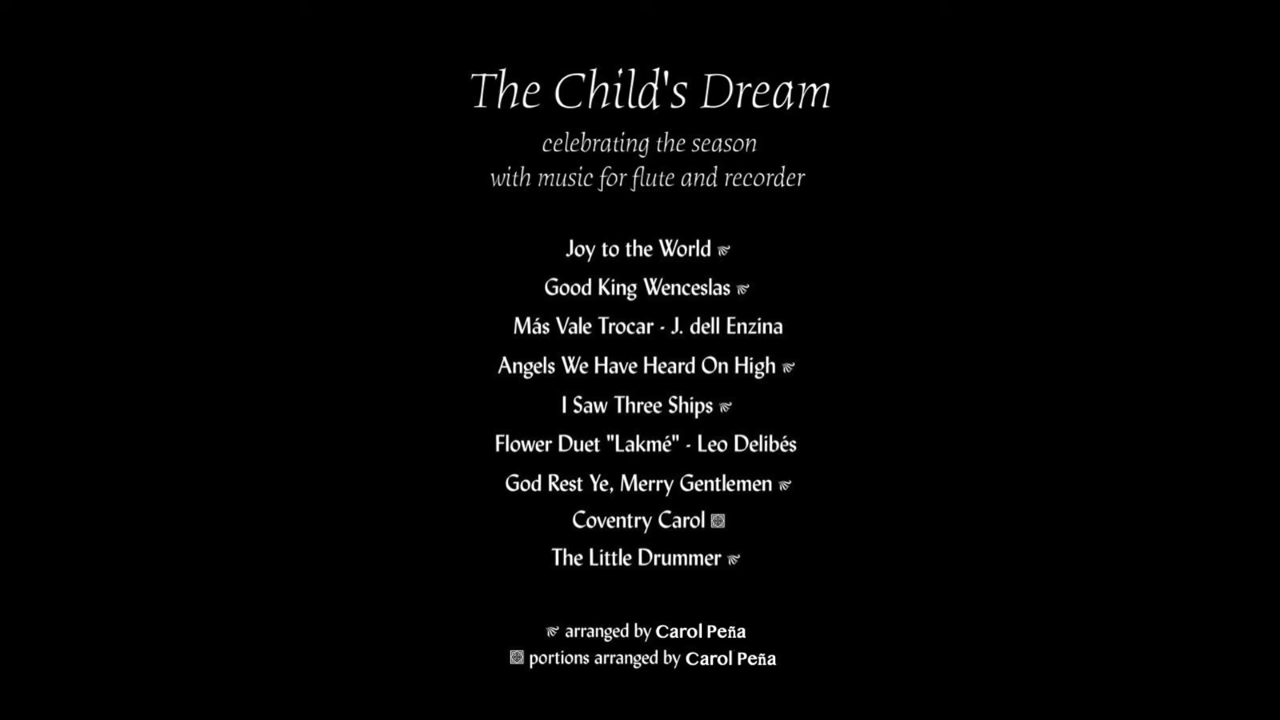 The Child's Dream
celebrating the season
with music for flute and recorder
Joy to the World
Good King Wenceslas
Más Vale Trocar - J. dell Enzina
Angels We Have Heard On High
I Saw Three Ships
Flower Duet "Lakmé" - Leo Delibés
God Rest Ye, Merry Gentlemen
Coventry Carol
The Little Drummer
arranged by Carol Peña
portions arranged by Carol Peña